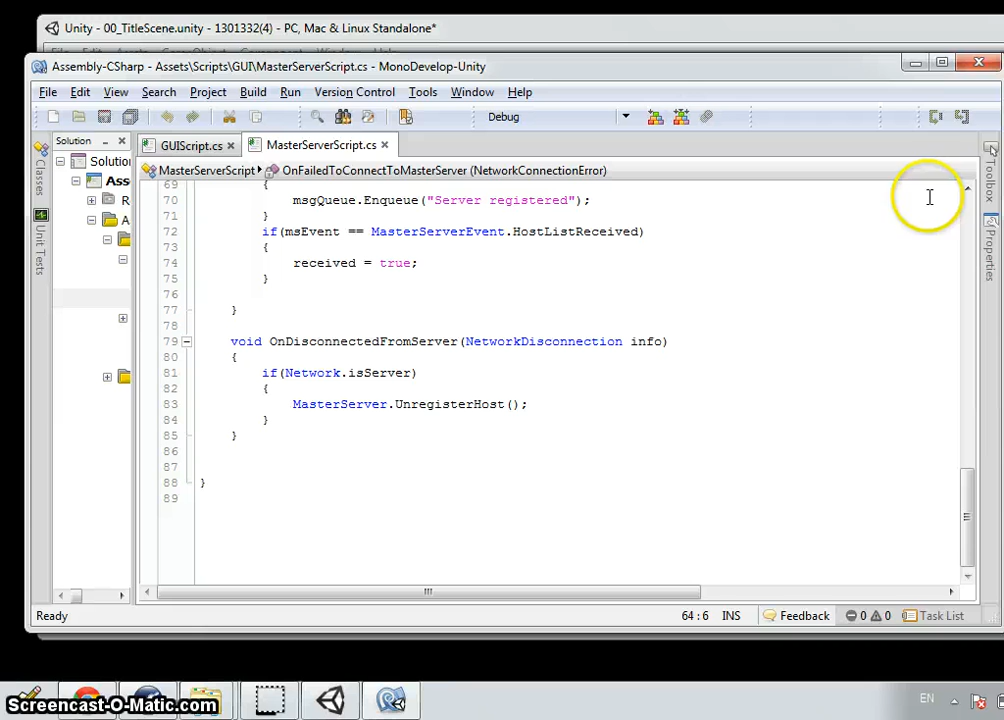 Unity - 00_TitleScene.unity - 1301332(4) - PC, Mac & Linux Standalone*
Assembly-CSharp - Assets\Scripts\GUI\MasterServerScript.cs - MonoDevelop-Unity
File Edit View Search Project Build Run Version Control Tools Window Help
Debug
Solution
GUIScript.cs
MasterServerScript.cs
MasterServerScript
OnFailedToConnectToMasterServer (NetworkConnectionError)
Classes
Unit Tests
Toolbox
Properties
Solutio
Ass
R
A
69 {
70 msgQueue.Enqueue("Server registered");
71 }
72 if(msEvent == MasterServerEvent.HostListReceived)
73 {
74 received = true;
75 }
76
77 }
78
79 void OnDisconnectedFromServer(NetworkDisconnection info)
80 {
81 if(Network.isServer)
82 {
83 MasterServer.UnregisterHost();
84 }
85 }
86
87
88 }
89
Ready
64:6 INS Feedback 0 0 Task List
Screencast-O-Matic.com
EN